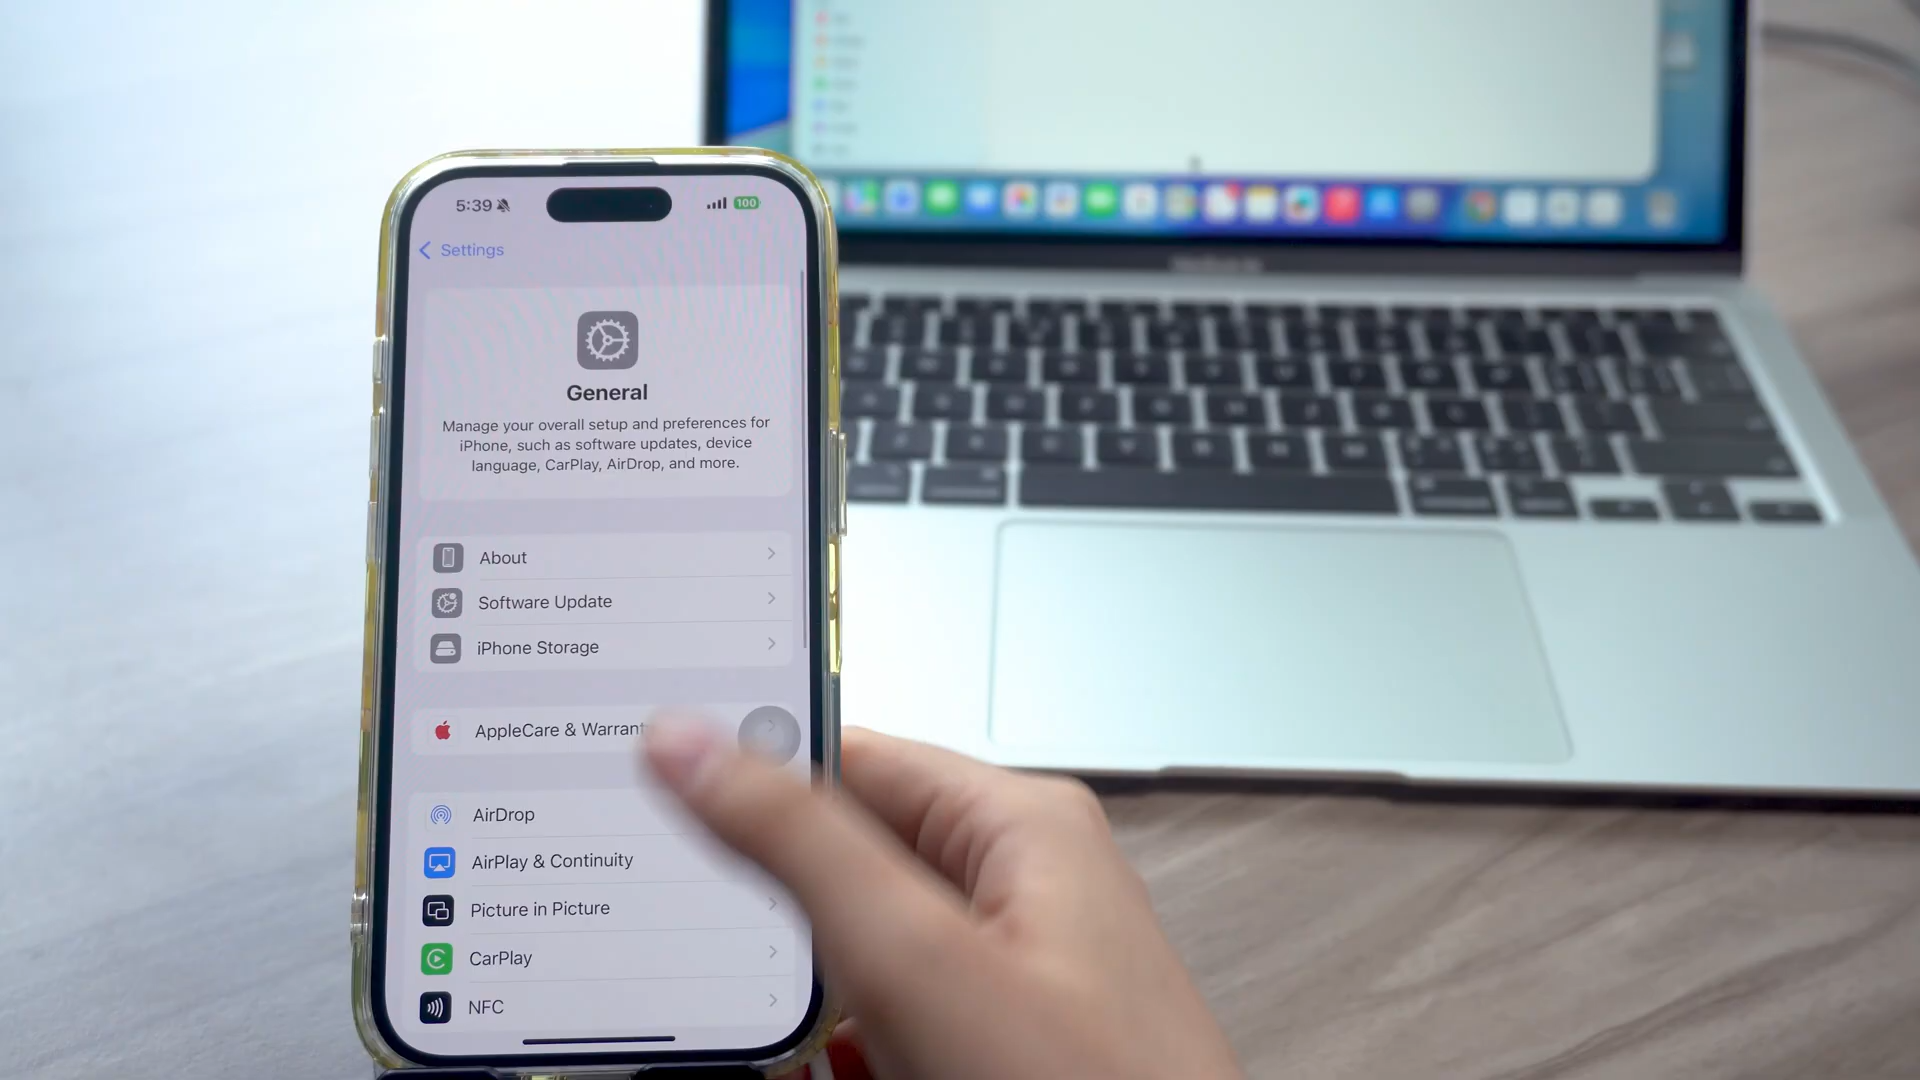 5:39
100
Settings
General
Manage your overall setup and preferences for
iPhone, such as software updates, device
language, CarPlay, AirDrop, and more.
About
Software Update
iPhone Storage
AppleCare & Warrant
AirDrop
AirPlay & Continuity
Picture in Picture
CarPlay
NFC